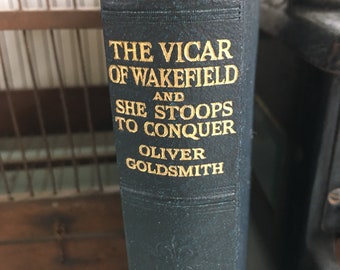 THE VICAR
OF WAKEFIELD
AND
SHE STOOPS
TO CONQUER
OLIVER
GOLDSMITH